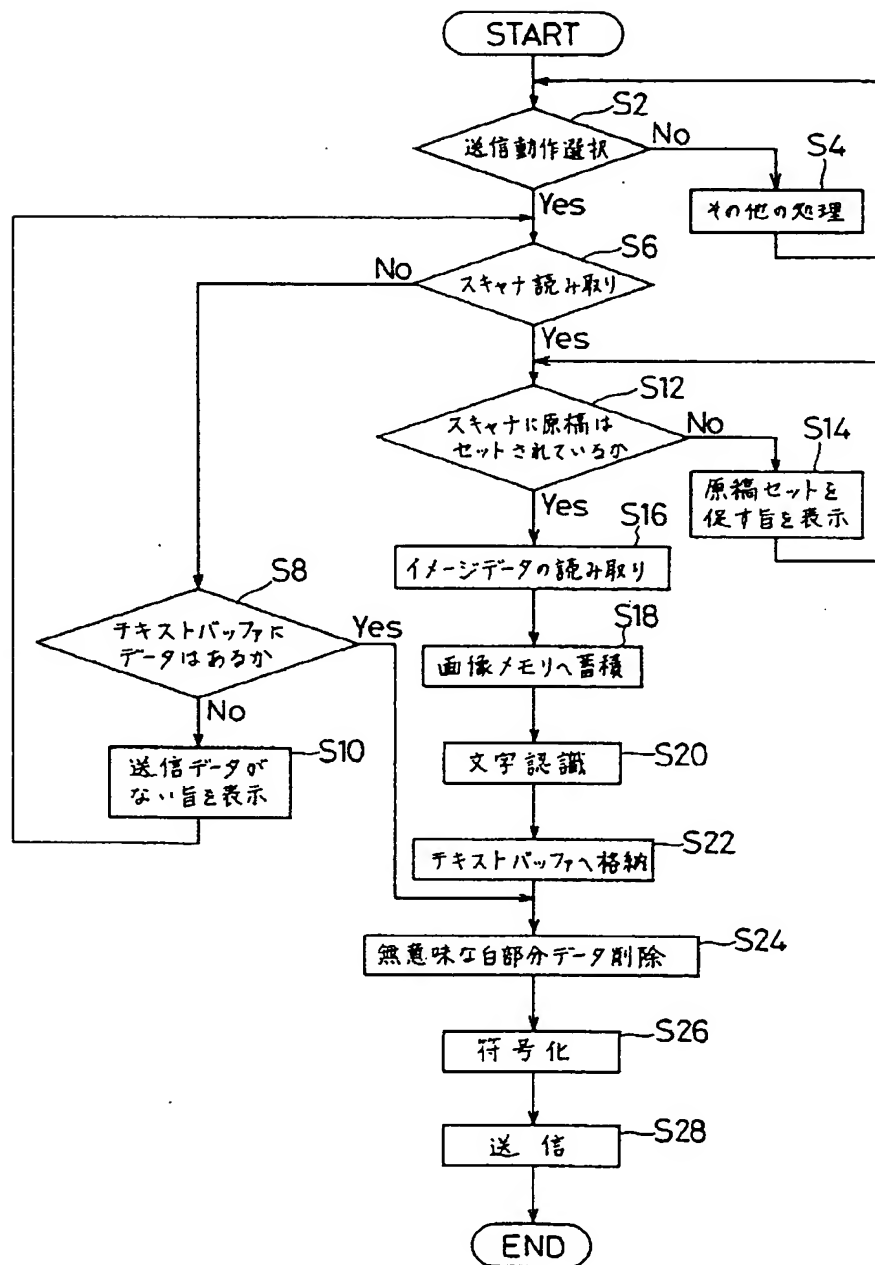 START
S2
送信動作選択
No
S4
Yes
その他の処理
S6
No
スキャナ読み取り
Yes
S12
スキャナに原稿は
セットされているか
No
S14
原稿セットを
促す旨を表示
Yes
S16
イメージデータの読み取り
S8
テキストバッファに
データはあるか
Yes
S18
画像メモリへ蓄積
No
S10
送信データが
ない旨を表示
S20
文字認識
S22
テキストバッファへ格納
S24
無意味な白部分データ削除
S26
符号化
S28
送信
END